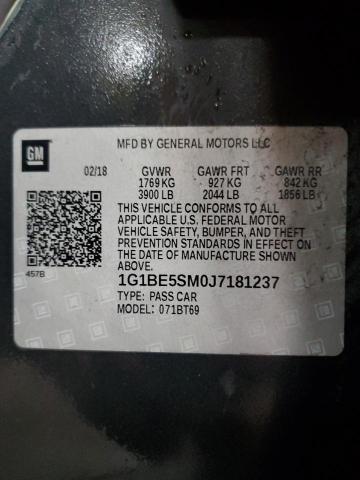 GM
MFD BY GENERAL MOTORS LLC
02/18 GVWR GAWR FRT GAWR RR
1769 KG 927 KG 842 KG
3900 LB 2044 LB 1856 LB
THIS VEHICLE CONFORMS TO ALL
APPLICABLE U.S. FEDERAL MOTOR
VEHICLE SAFETY, BUMPER, AND THEFT
PREVENTION STANDARDS IN EFFECT ON THE
DATE OF MANUFACTURE SHOWN
ABOVE.
457B
1G1BE5SM0J7181237
TYPE: PASS CAR
MODEL: 071BT69